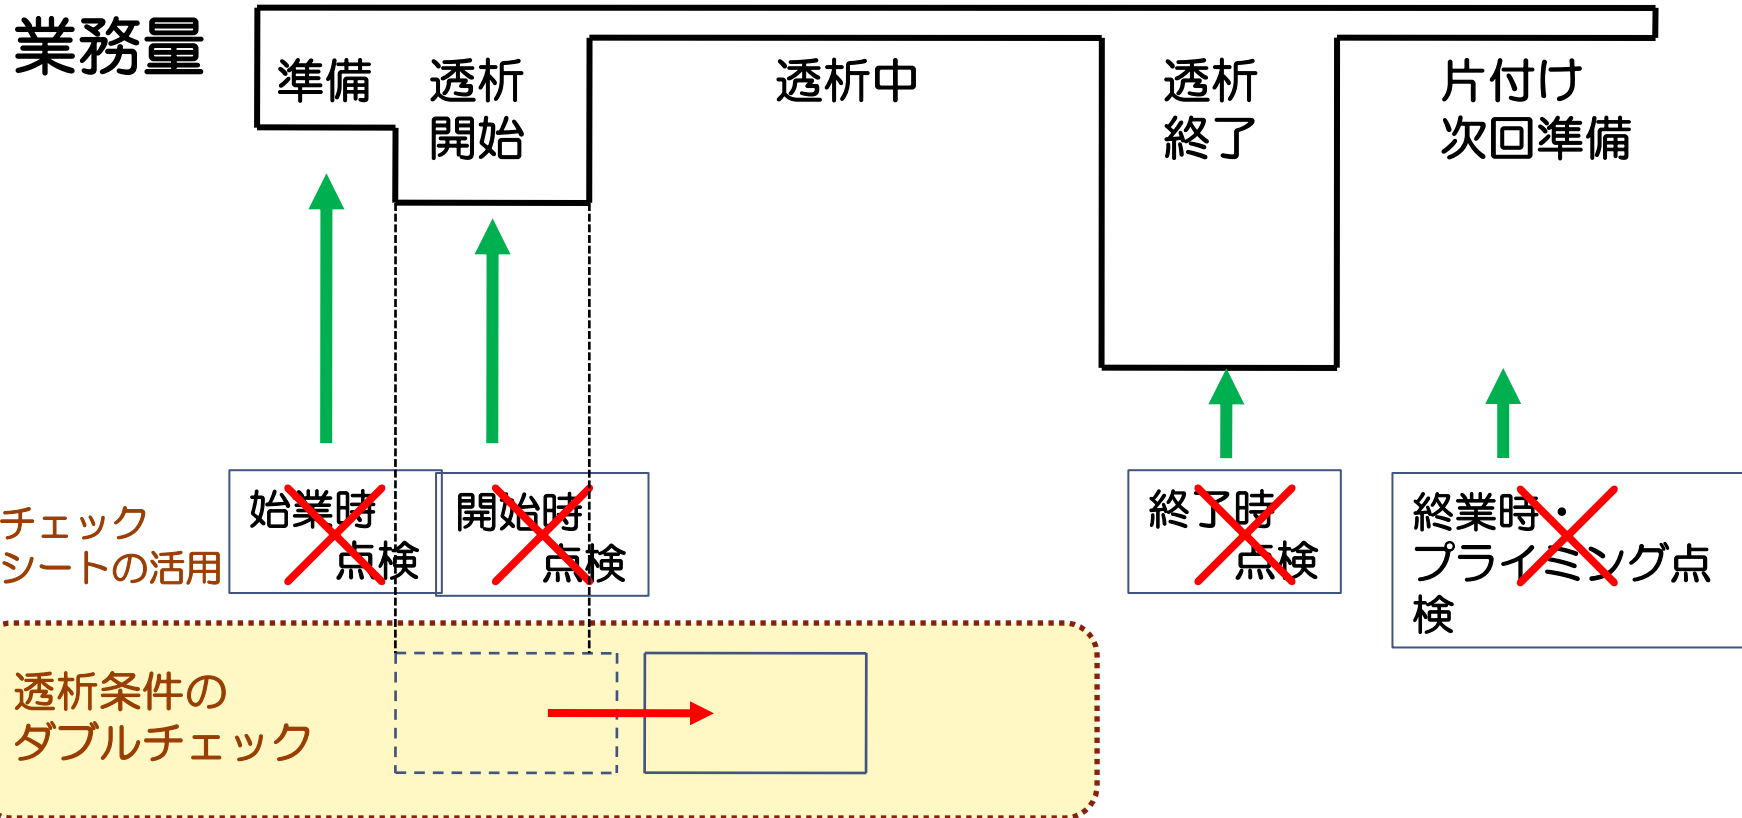 業務量
準備
透析
開始
透析中
透析
終了
片付け
次回準備
チェック
シートの活用
始業時
点検
開始時
点検
終了時
点検
終業時・
プライミング点
検
透析条件の
ダブルチェック